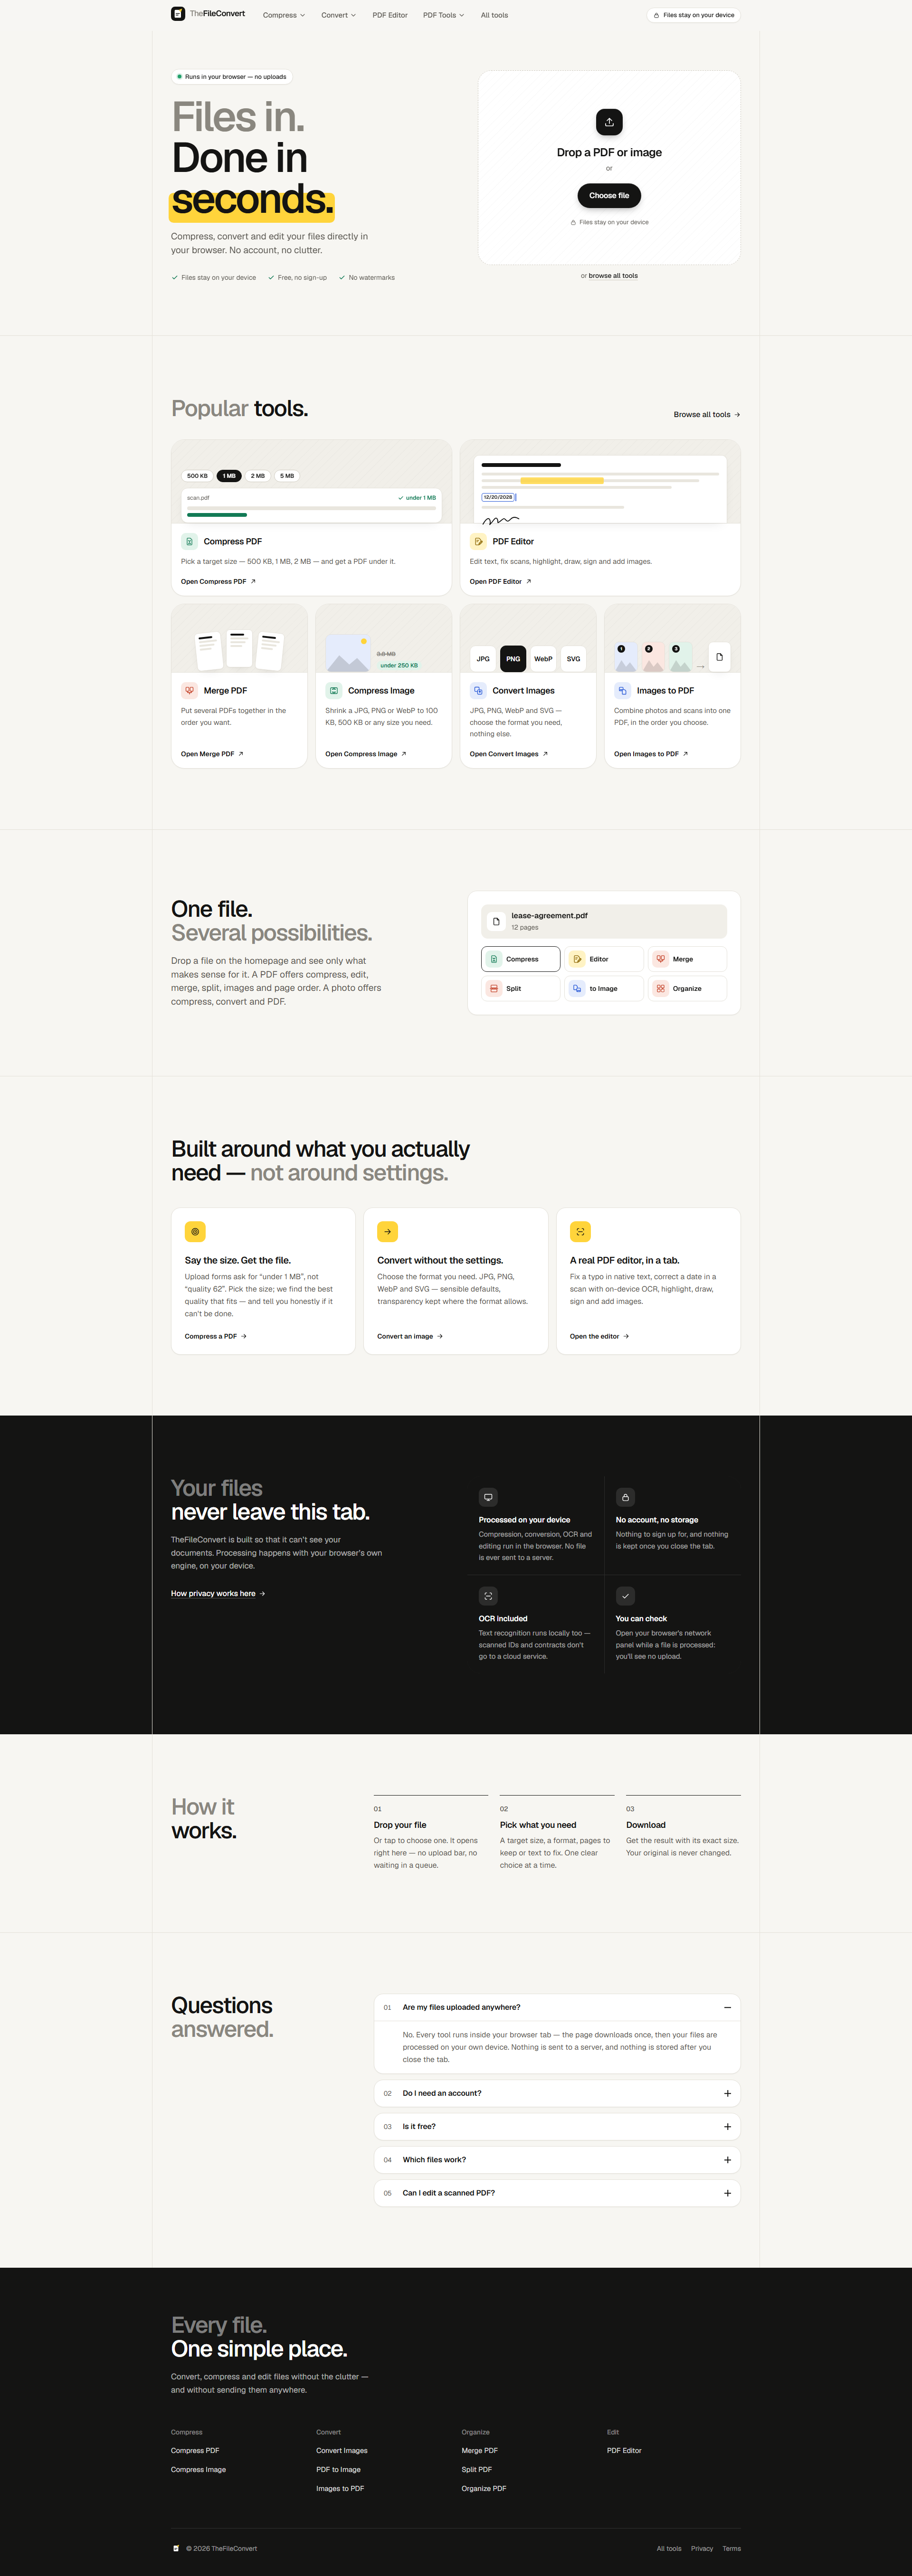 TheFileConvert
Compress
Convert
PDF Editor
PDF Tools
All tools
Files stay on your device
Runs in your browser — no uploads
Files in.
Done in
seconds.
Compress, convert and edit your files directly in
your browser. No account, no clutter.
Files stay on your device
Free, no sign-up
No watermarks
Drop a PDF or image
or
Choose file
Files stay on your device
or browse all tools
Popular tools.
Browse all tools →
500 KB
1 MB
2 MB
5 MB
scan.pdf
under 1 MB
Compress PDF
Pick a target size — 500 KB, 1 MB, 2 MB — and get a PDF under it.
Open Compress PDF ↗
12/20/2028
PDF Editor
Edit text, fix scans, highlight, draw, sign and add images.
Open PDF Editor ↗
Merge PDF
Put several PDFs together in the
order you want.
Open Merge PDF ↗
3.8 MB
under 250 KB
Compress Image
Shrink a JPG, PNG or WebP to 100
KB, 500 KB or any size you need.
Open Compress Image ↗
JPG
PNG
WebP
SVG
Convert Images
JPG, PNG, WebP and SVG —
choose the format you need,
nothing else.
Open Convert Images ↗
1
2
3
→
Images to PDF
Combine photos and scans into one
PDF, in the order you choose.
Open Images to PDF ↗
One file.
Several possibilities.
Drop a file on the homepage and see only what
makes sense for it. A PDF offers compress, edit,
merge, split, images and page order. A photo offers
compress, convert and PDF.
lease-agreement.pdf
12 pages
Compress
Editor
Merge
Split
to Image
Organize
Built around what you actually
need — not around settings.
Say the size. Get the file.
Upload forms ask for “under 1 MB”, not
“quality 62”. Pick the size; we find the best
quality that fits — and tell you honestly if it
can't be done.
Compress a PDF →
Convert without the settings.
Choose the format you need. JPG, PNG,
WebP and SVG — sensible defaults,
transparency kept where the format allows.
Convert an image →
A real PDF editor, in a tab.
Fix a typo in native text, correct a date in a
scan with on-device OCR, highlight, draw,
sign and add images.
Open the editor →
Your files
never leave this tab.
TheFileConvert is built so that it can't see your
documents. Processing happens with your browser's own
engine, on your device.
How privacy works here →
Processed on your device
Compression, conversion, OCR and
editing run in the browser. No file
is ever sent to a server.
No account, no storage
Nothing to sign up for, and nothing
is kept once you close the tab.
OCR included
Text recognition runs locally too —
scanned IDs and contracts don't
go to a cloud service.
You can check
Open your browser's network
panel while a file is processed:
you'll see no upload.
How it
works.
01
Drop your file
Or tap to choose one. It opens
right here — no upload bar, no
waiting in a queue.
02
Pick what you need
A target size, a format, pages to
keep or text to fix. One clear
choice at a time.
03
Download
Get the result with its exact size.
Your original is never changed.
Questions
answered.
01
Are my files uploaded anywhere?
No. Every tool runs inside your browser tab — the page downloads once, then your files are
processed on your own device. Nothing is sent to a server, and nothing is stored after you
close the tab.
02
Do I need an account?
03
Is it free?
04
Which files work?
05
Can I edit a scanned PDF?
Every file.
One simple place.
Convert, compress and edit files without the clutter —
and without sending them anywhere.
Compress
Compress PDF
Compress Image
Convert
Convert Images
PDF to Image
Images to PDF
Organize
Merge PDF
Split PDF
Organize PDF
Edit
PDF Editor
© 2026 TheFileConvert
All tools
Privacy
Terms